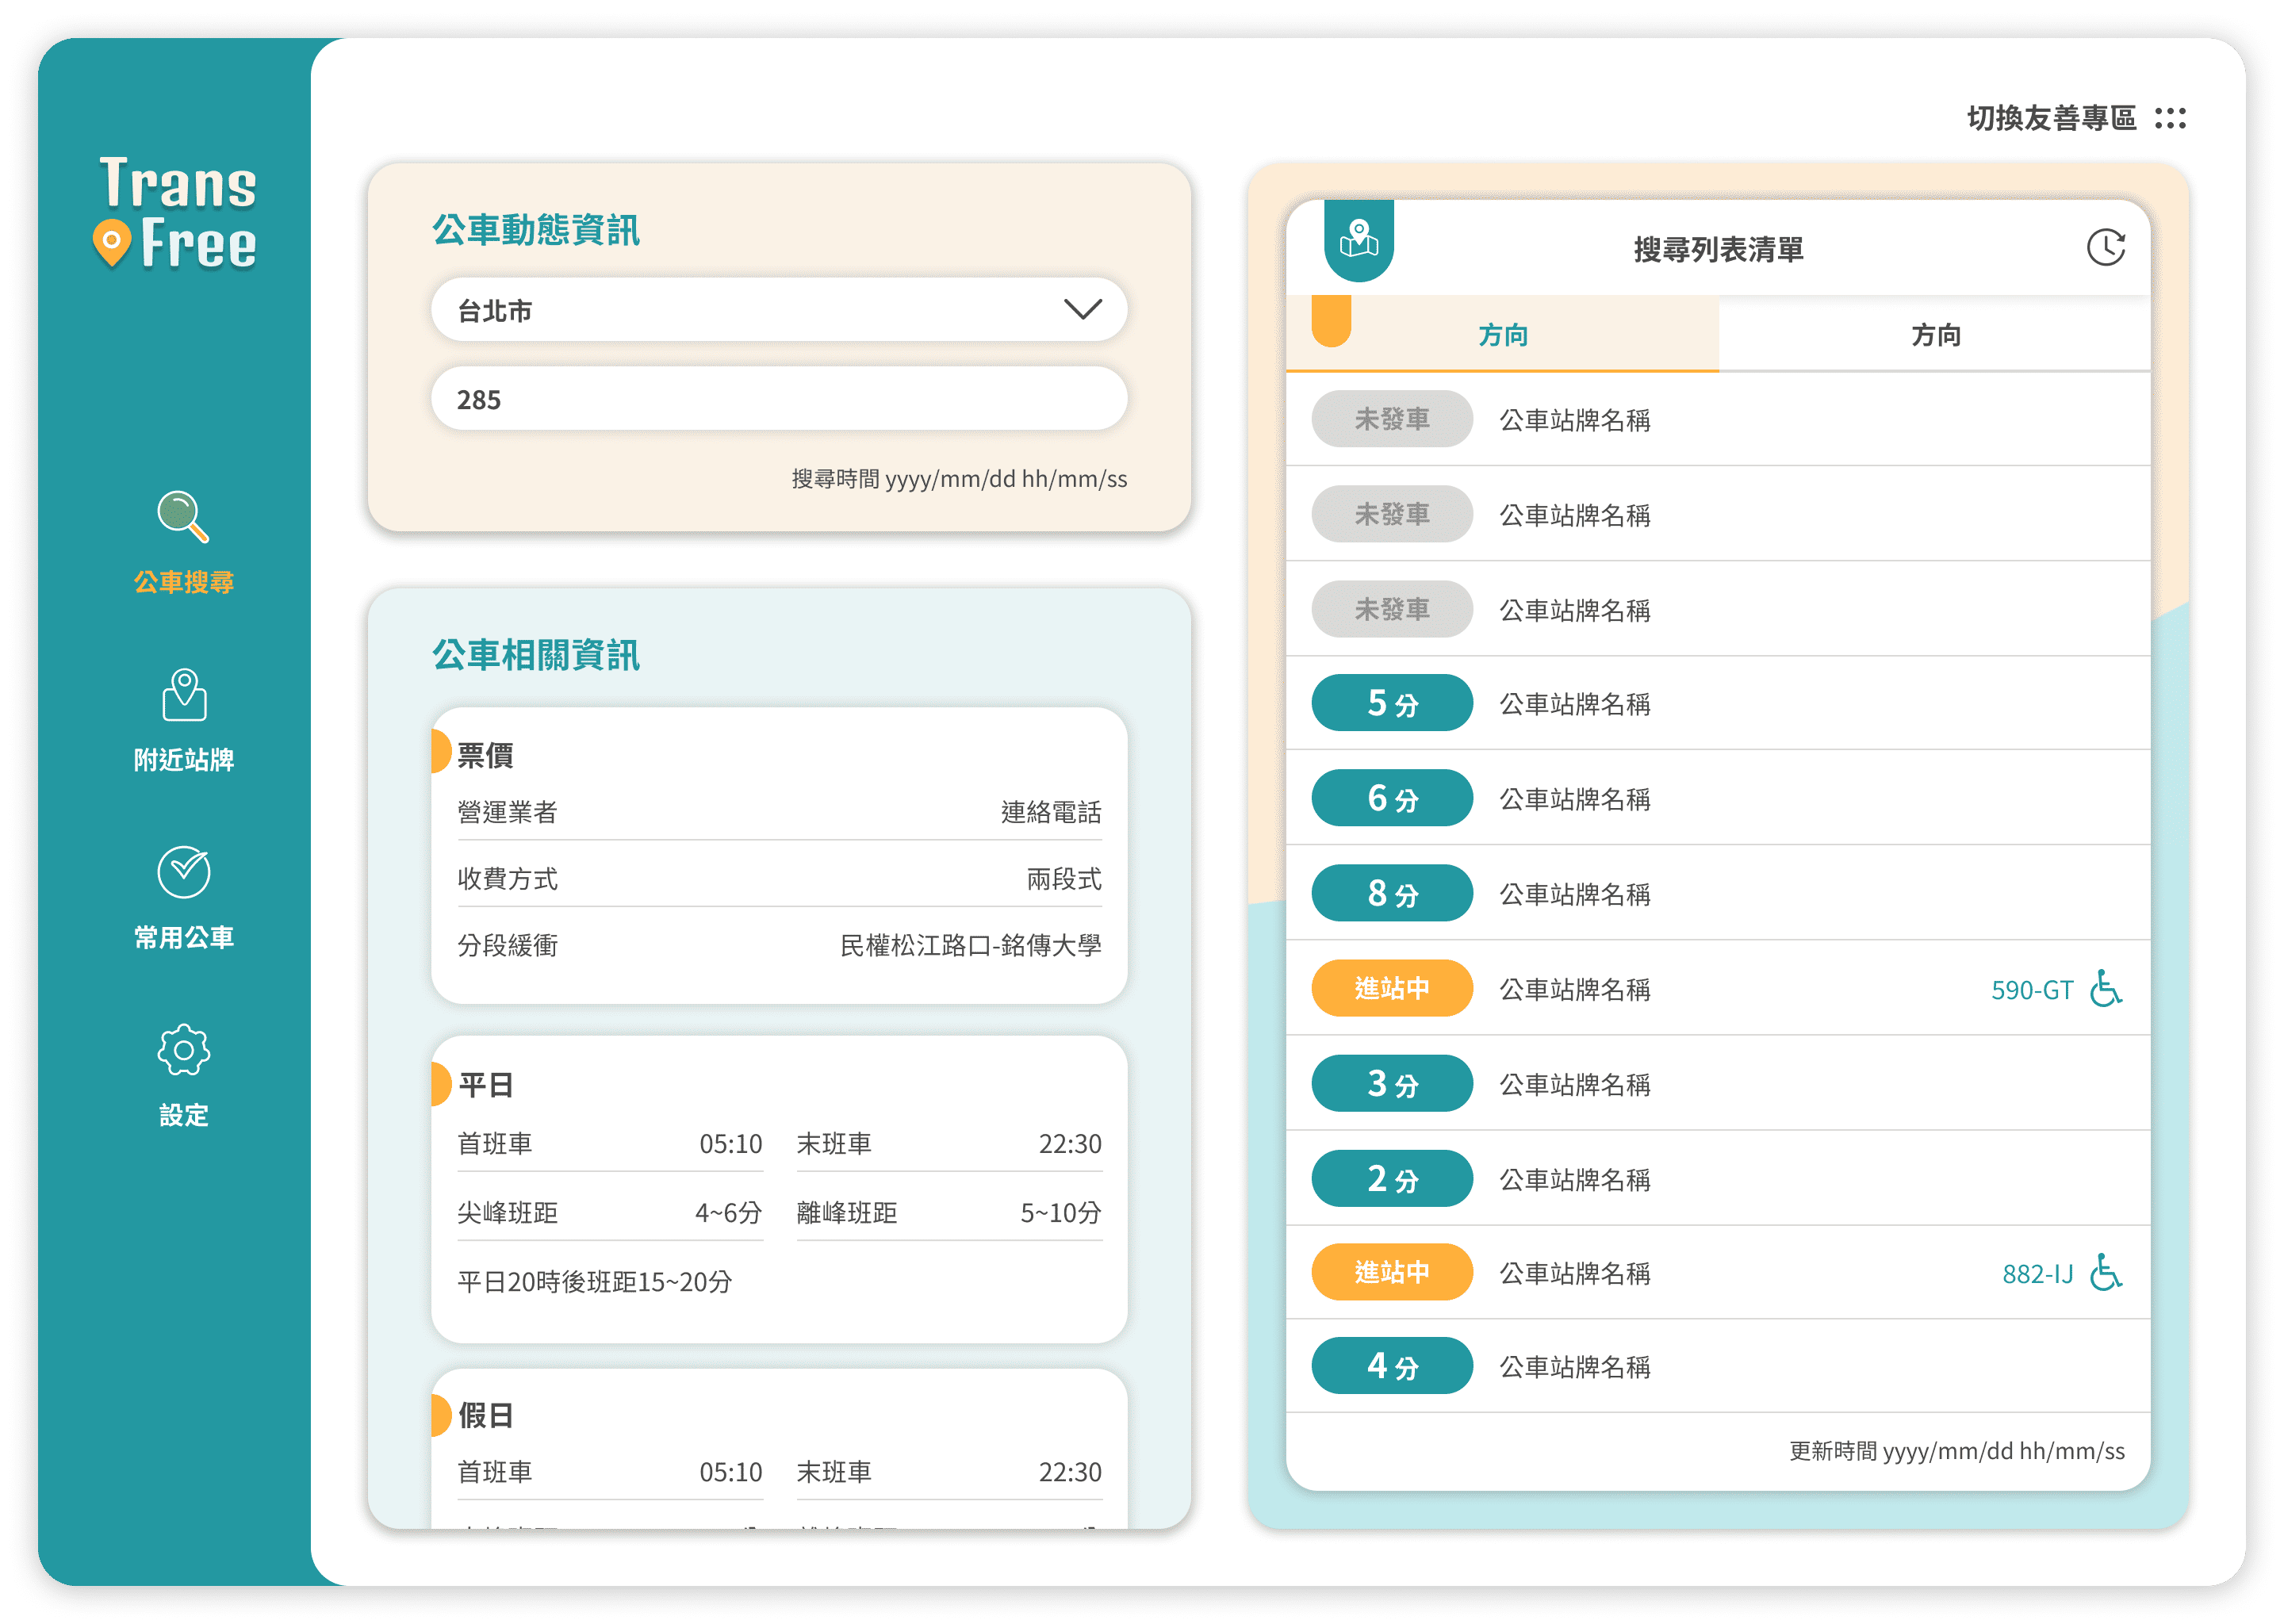 Trans
Free
公車搜尋
附近站牌
常用公車
設定
切換友善專區
公車動態資訊
台北市
285
搜尋時間 yyyy/mm/dd hh/mm/ss
公車相關資訊
票價
營運業者 連絡電話
收費方式 兩段式
分段緩衝 民權松江路口-銘傳大學
平日
首班車 05:10 末班車 22:30
尖峰班距 4~6分 離峰班距 5~10分
平日20時後班距15~20分
假日
首班車 05:10 末班車 22:30
搜尋列表清單
方向 方向
未發車 公車站牌名稱
未發車 公車站牌名稱
未發車 公車站牌名稱
5 分 公車站牌名稱
6 分 公車站牌名稱
8 分 公車站牌名稱
進站中 公車站牌名稱 590-GT
3 分 公車站牌名稱
2 分 公車站牌名稱
進站中 公車站牌名稱 882-IJ
4 分 公車站牌名稱
更新時間 yyyy/mm/dd hh/mm/ss